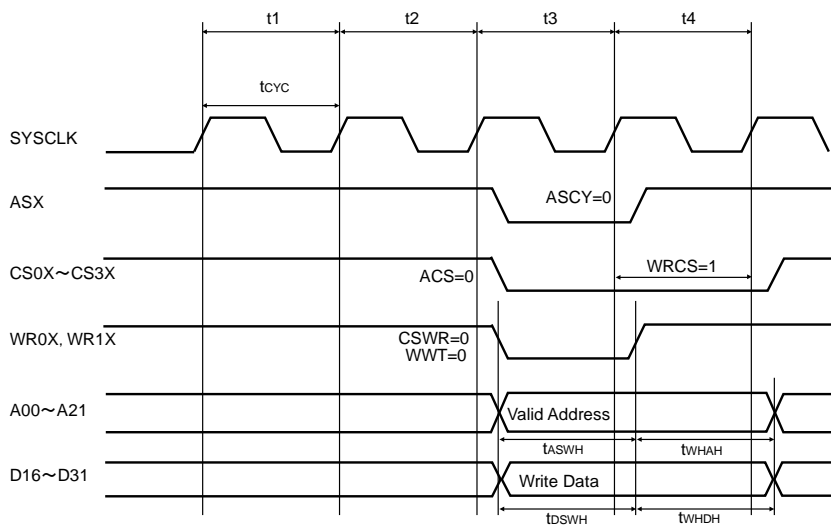 t1 t2 t3 t4
tCYC
SYSCLK
ASX
ASCY=0
CS0X～CS3X
ACS=0
WRCS=1
WR0X, WR1X
CSWR=0
WWT=0
A00～A21
Valid Address
tASWH tWHAH
D16～D31
Write Data
tDSWH tWHDH